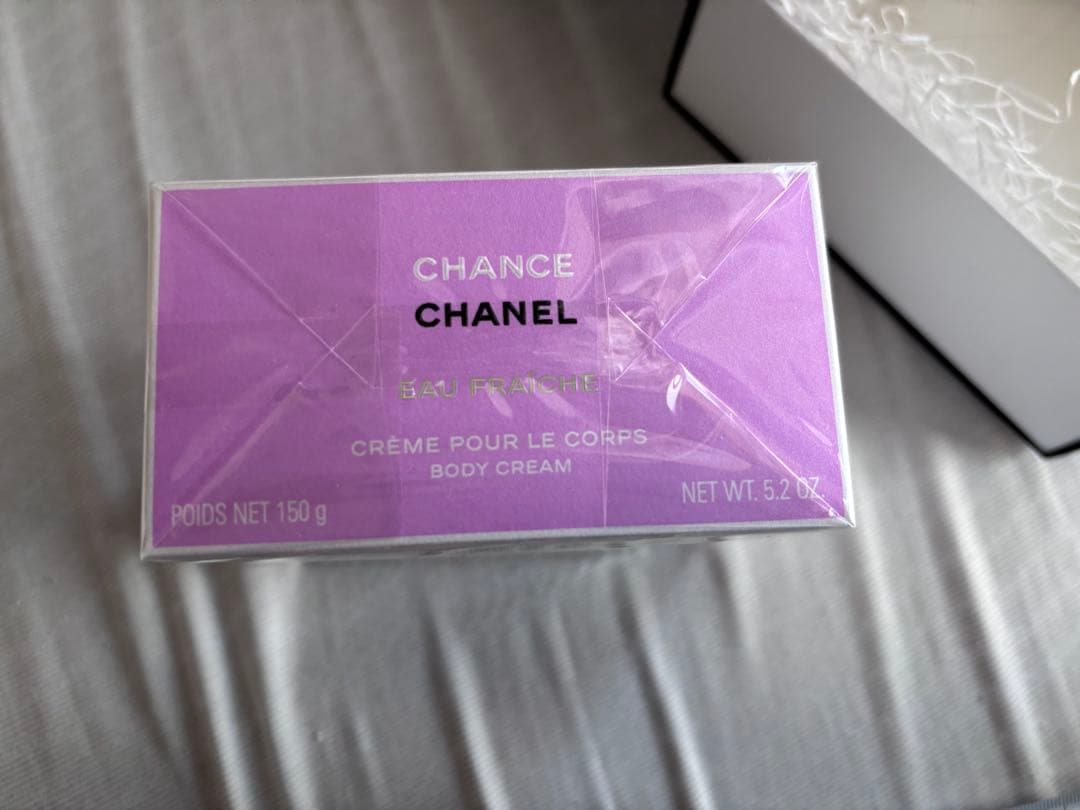 CHANCE
CHANEL
EAU FRAÎCHE
CRÈME POUR LE CORPS
BODY CREAM
POIDS NET 150 g
NET WT. 5.2 OZ.